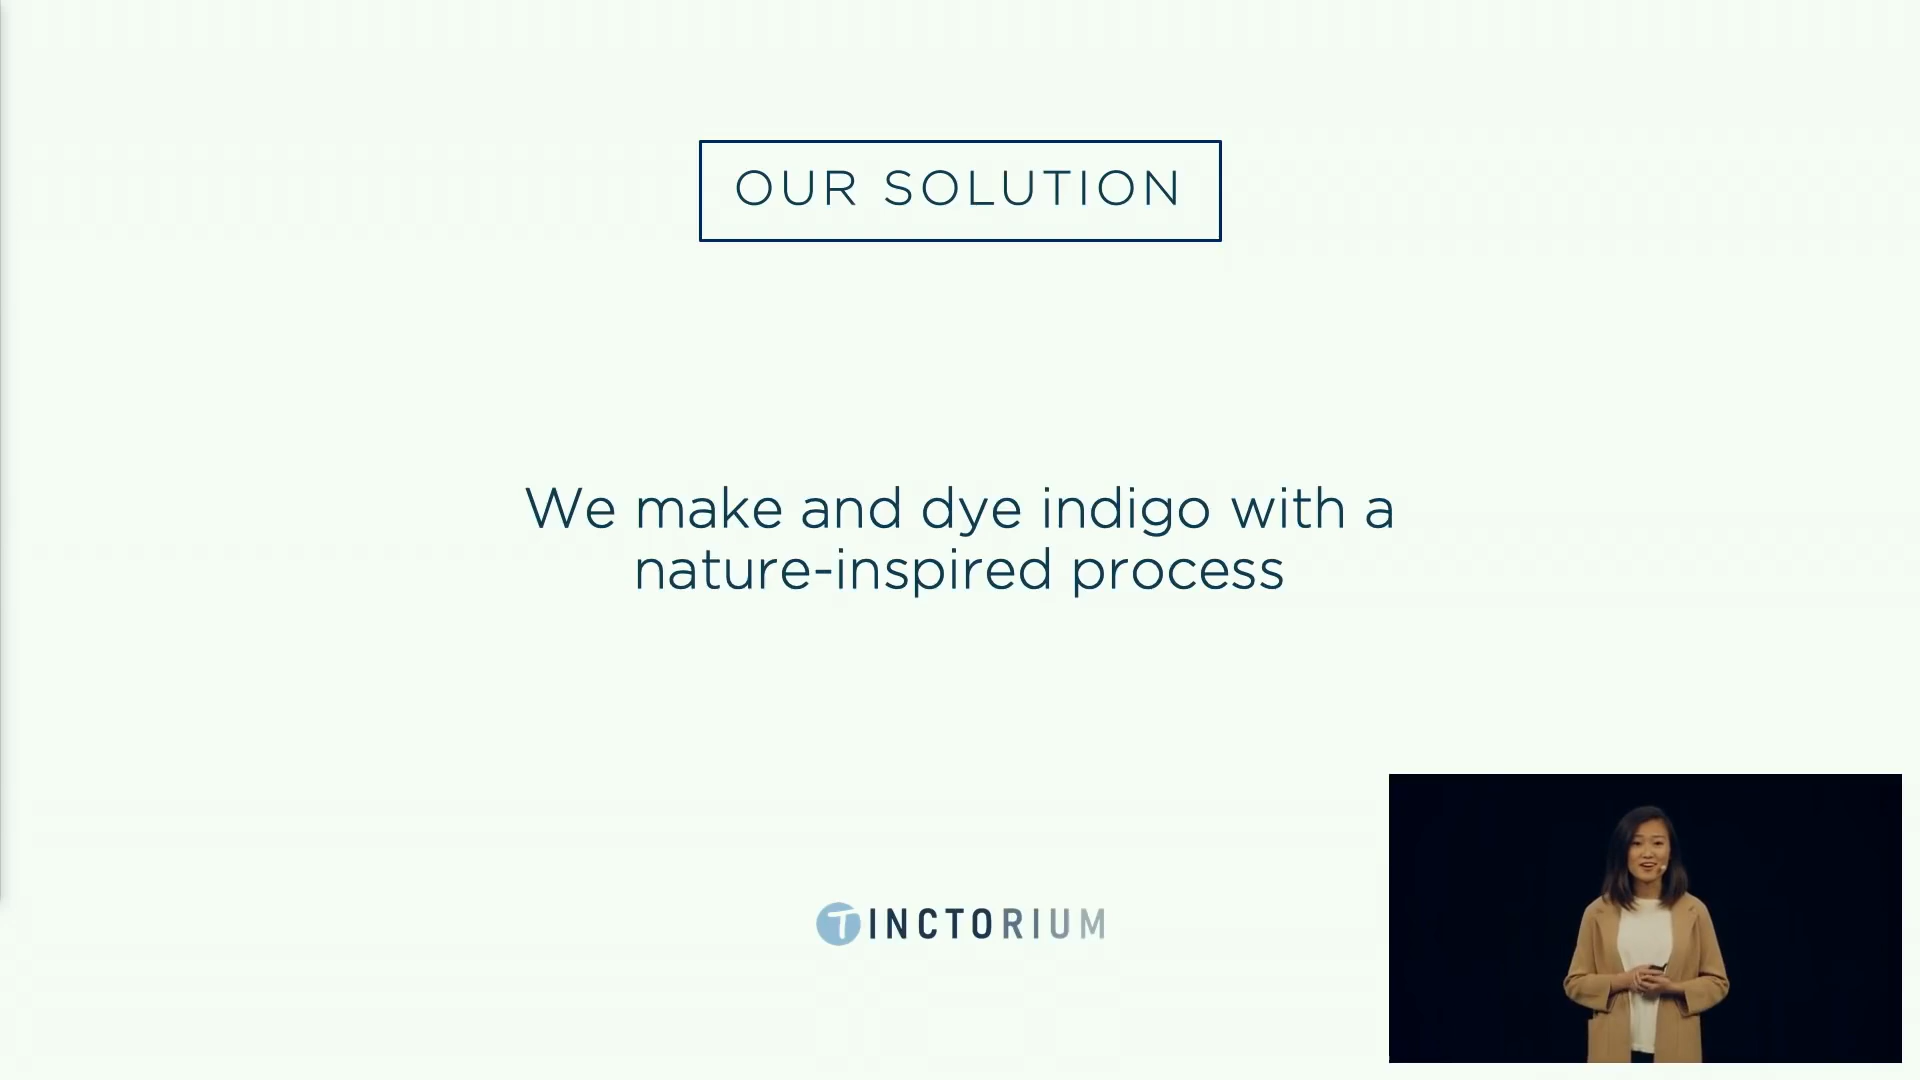 OUR SOLUTION
We make and dye indigo with a
nature-inspired process
TINCTORIUM